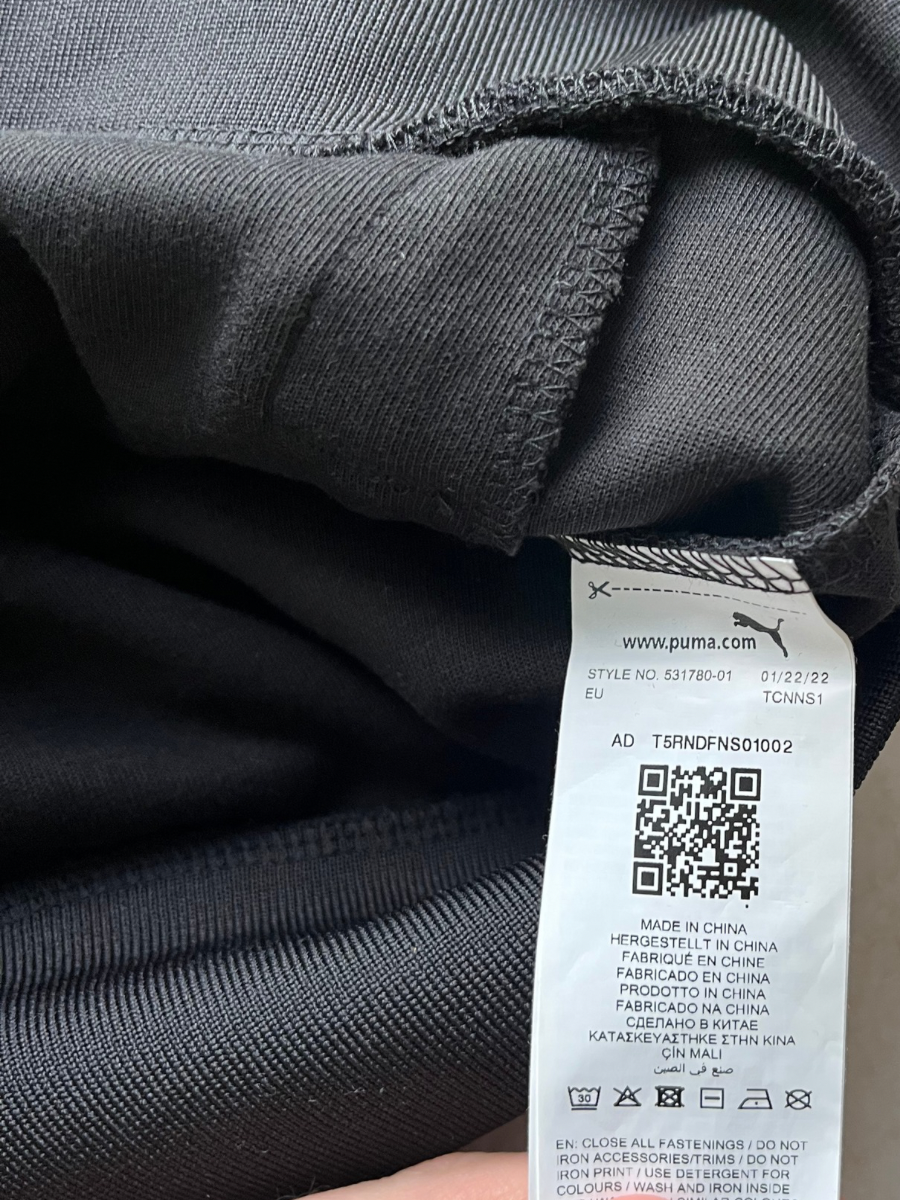 www.puma.com
STYLE NO. 531780-01 01/22/22
EU TCNNS1
AD T5RNDFNS01002
MADE IN CHINA
HERGESTELLT IN CHINA
FABRIQUÉ EN CHINE
FABRICADO EN CHINA
PRODOTTO IN CHINA
FABRICADO NA CHINA
СДЕЛАНО В КИТАЕ
ΚΑΤΑΣΚΕΥΑΣΤΗΚΕ ΣΤΗΝ ΚΙΝΑ
ÇİN MALI
صنع في الصين
30
EN: CLOSE ALL FASTENINGS / DO NOT
IRON ACCESSORIES/TRIMS / DO NOT
IRON PRINT / USE DETERGENT FOR
COLOURS / WASH AND IRON INSIDE